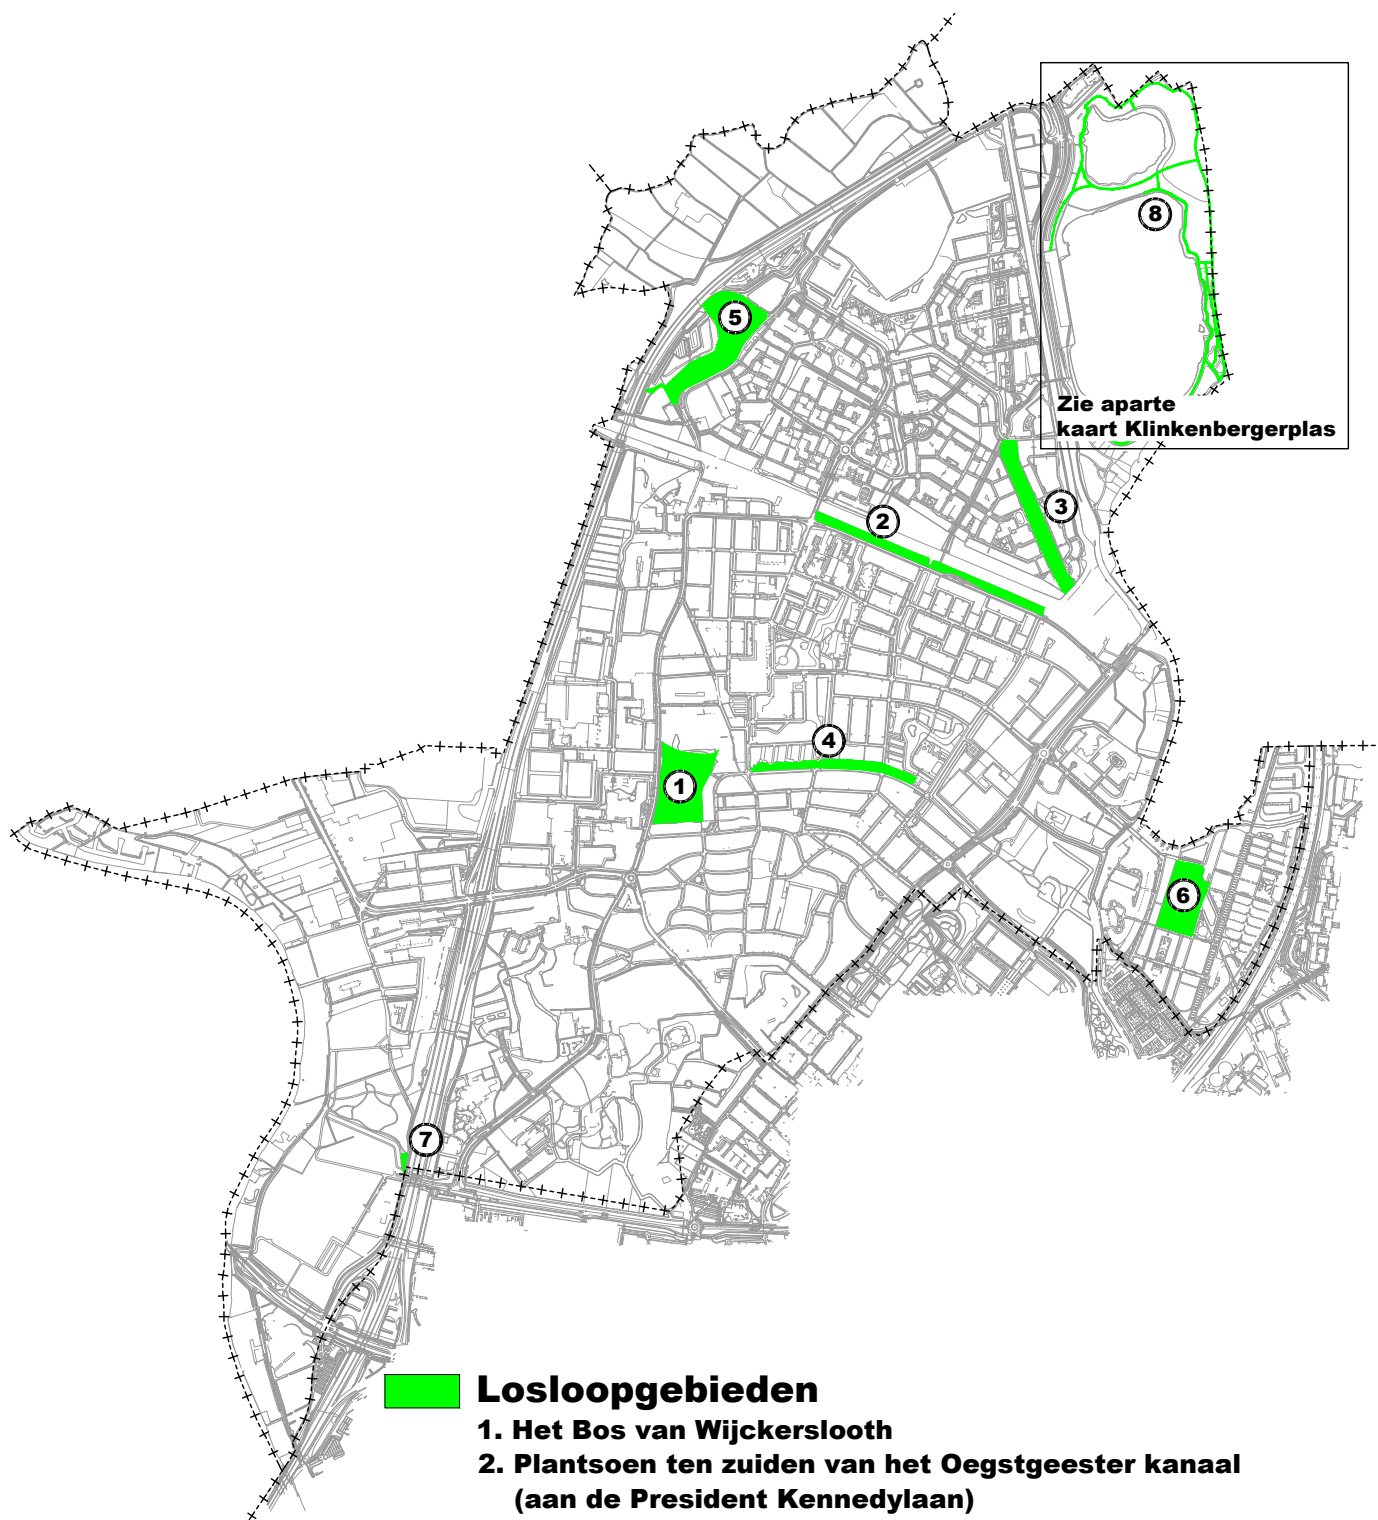 8
Zie aparte
kaart Klinkenbergerplas
5
3
2
4
1
6
7
Losloopgebieden
1. Het Bos van Wijckerslooth
2. Plantsoen ten zuiden van het Oegstgeester kanaal
(aan de President Kennedylaan)